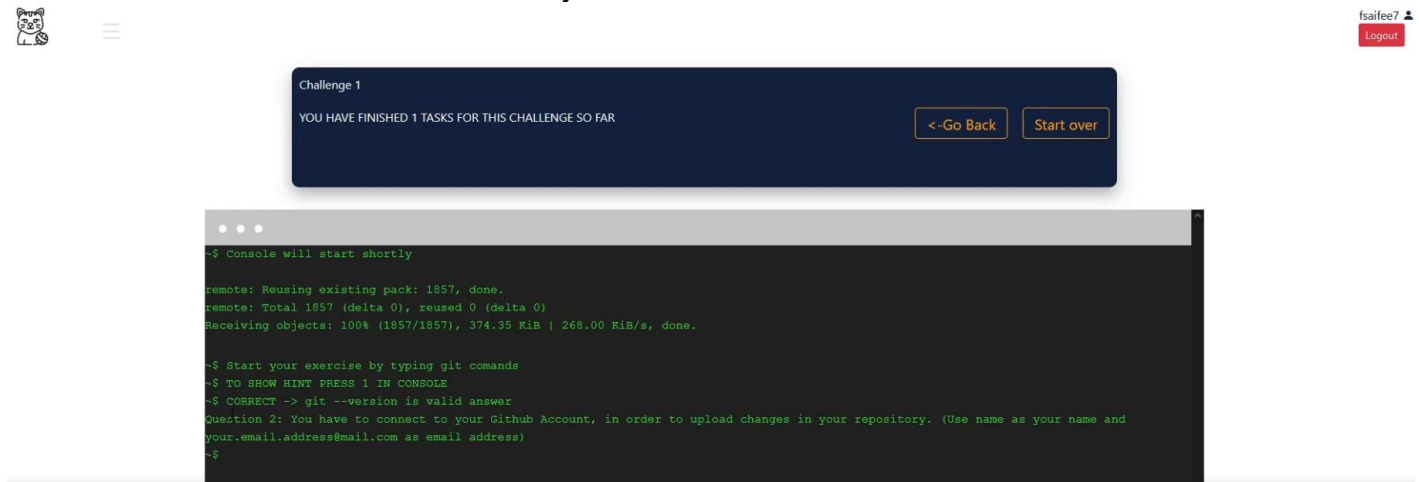 fsaifee7
Logout
Challenge 1
YOU HAVE FINISHED 1 TASKS FOR THIS CHALLENGE SO FAR
<-Go Back
Start over
~$ Console will start shortly
remote: Reusing existing pack: 1857, done.
remote: Total 1857 (delta 0), reused 0 (delta 0)
Receiving objects: 100% (1857/1857), 374.35 KiB | 268.00 KiB/s, done.
~$ Start your exercise by typing git comands
~$ TO SHOW HINT PRESS 1 IN CONSOLE
~$ CORRECT -> git --version is valid answer
Question 2: You have to connect to your Github Account, in order to upload changes in your repository. (Use name as your name and
your.email.address@mail.com as email address)
~$